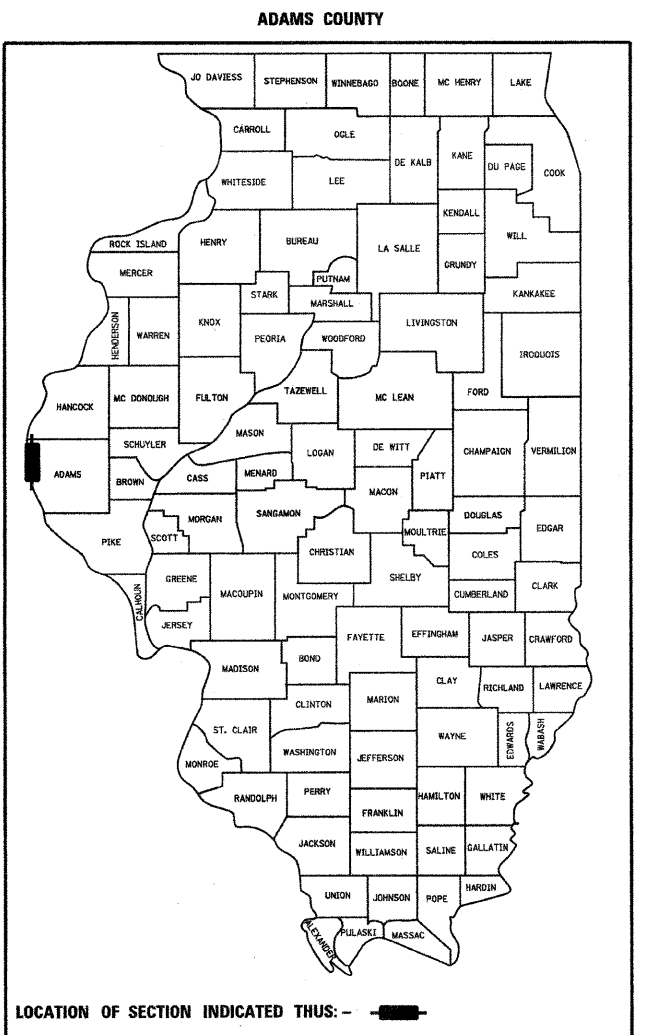 ADAMS COUNTY
JO DAVIESS STEPHENSON WINNEBAGO BOONE MC HENRY LAKE
CARROLL OGLE
DE KALB KANE DU PAGE COOK
WHITESIDE LEE
KENDALL
ROCK ISLAND HENRY BUREAU LA SALLE WILL
MERCER PUTNAM GRUNDY
STARK MARSHALL KANKAKEE
HENDERSON WARREN KNOX PEORIA WOODFORD LIVINGSTON
IROQUOIS
HANCOCK MC DONOUGH FULTON TAZEWELL MC LEAN FORD
MASON
SCHUYLER LOGAN DE WITT CHAMPAIGN VERMILION
ADAMS BROWN CASS MENARD PIATT
MACON
PIKE SCOTT MORGAN SANGAMON MOULTRIE DOUGLAS EDGAR
CHRISTIAN COLES
CALHOUN GREENE MACOUPIN MONTGOMERY SHELBY CUMBERLAND CLARK
JERSEY
FAYETTE EFFINGHAM JASPER CRAWFORD
MADISON BOND
CLAY RICHLAND LAWRENCE
CLINTON MARION
ST. CLAIR WAYNE EDWARDS WABASH
WASHINGTON JEFFERSON
MONROE
RANDOLPH PERRY HAMILTON WHITE
FRANKLIN
JACKSON WILLIAMSON SALINE GALLATIN
UNION JOHNSON POPE HARDIN
ALEXANDER PULASKI MASSAC
LOCATION OF SECTION INDICATED THUS: -